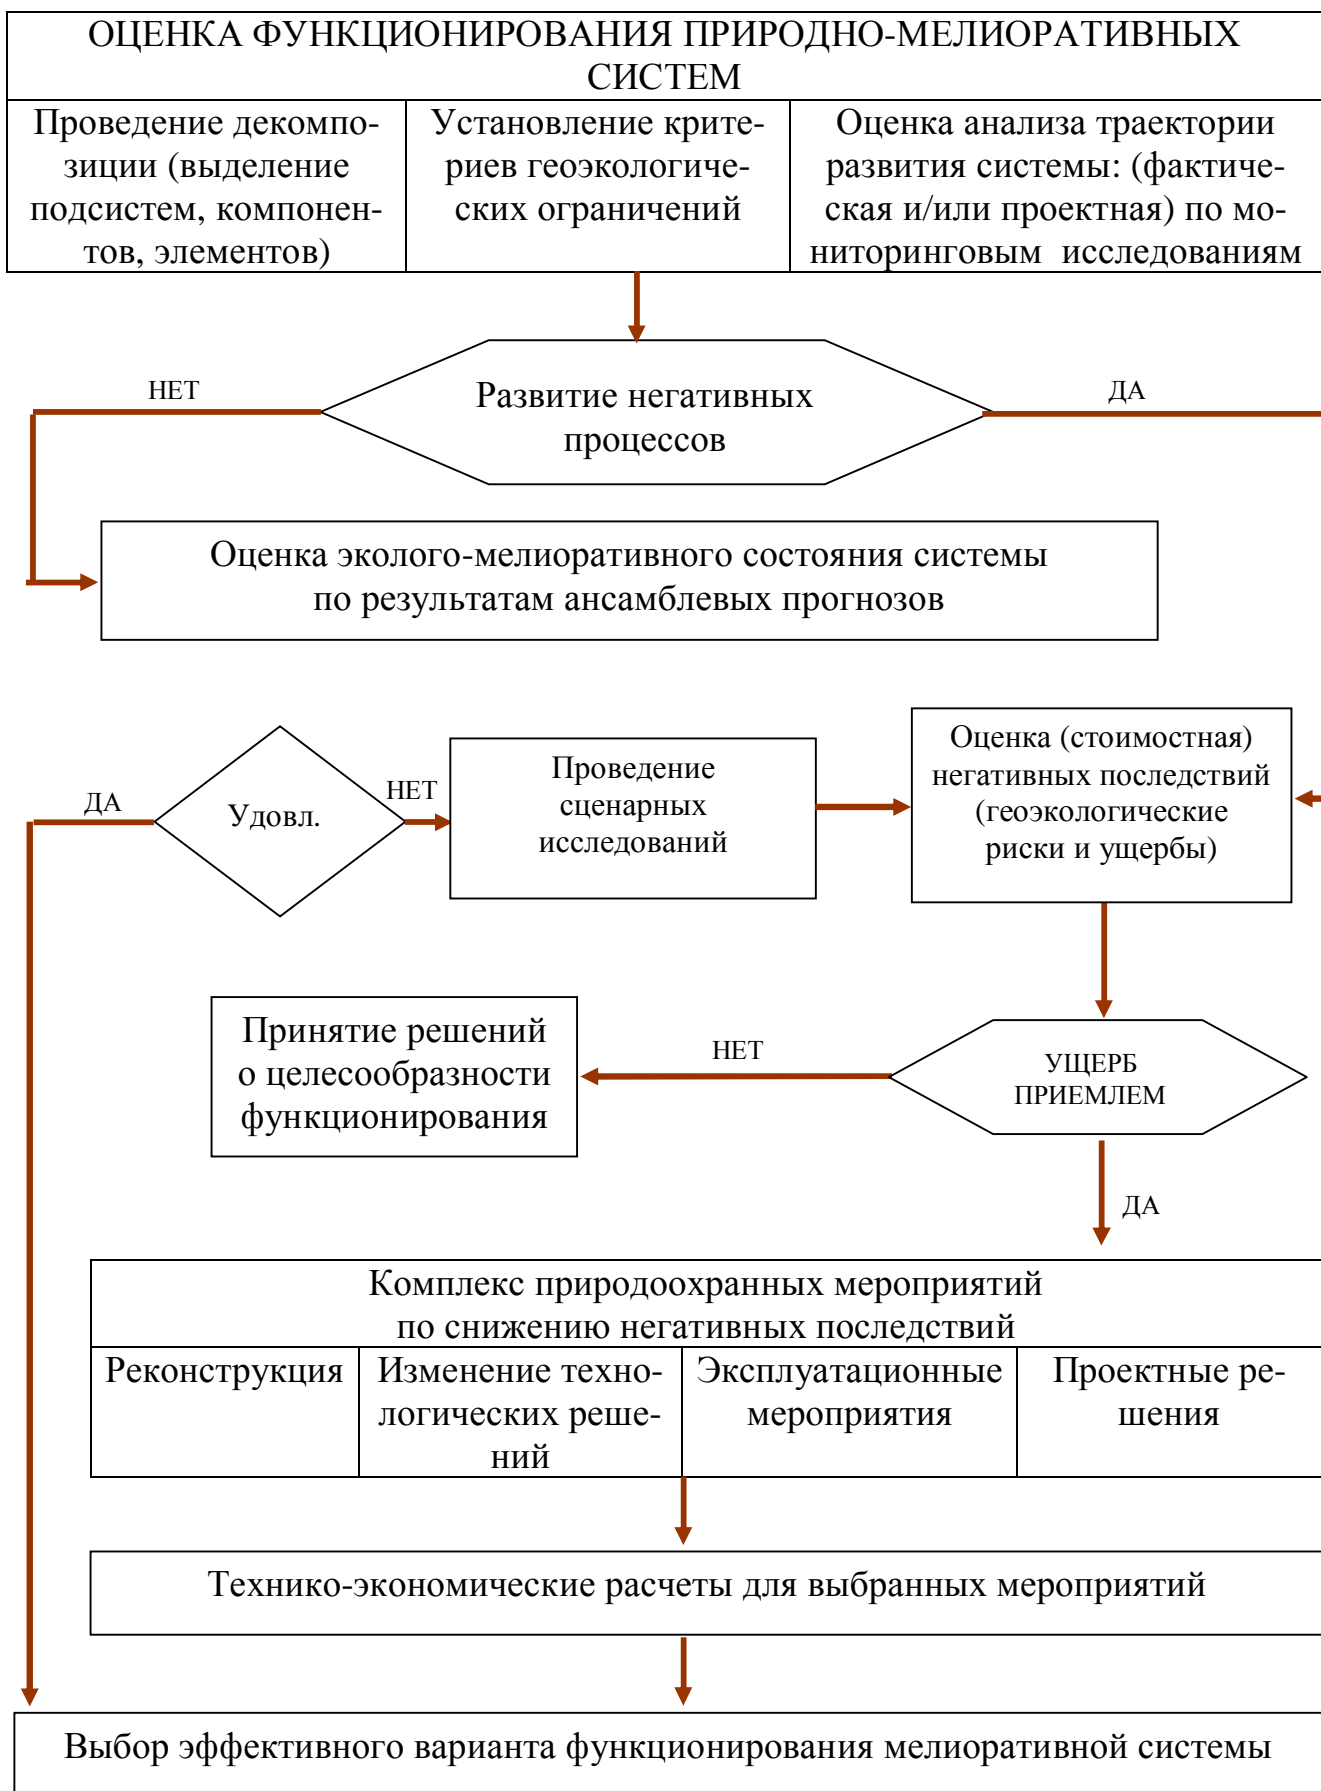 ОЦЕНКА ФУНКЦИОНИРОВАНИЯ ПРИРОДНО-МЕЛИОРАТИВНЫХ
СИСТЕМ
Проведение декомпо-
зиции (выделение
подсистем, компонен-
тов, элементов)
Установление крите-
риев геоэкологиче-
ских ограничений
Оценка анализа траектории
развития системы: (фактиче-
ская и/или проектная) по мо-
ниторинговым исследованиям
НЕТ
Развитие негативных
процессов
ДА
Оценка эколого-мелиоративного состояния системы
по результатам ансамблевых прогнозов
ДА
Удовл.
НЕТ
Проведение
сценарных
исследований
Оценка (стоимостная)
негативных последствий
(геоэкологические
риски и ущербы)
Принятие решений
о целесообразности
функционирования
НЕТ
УЩЕРБ
ПРИЕМЛЕМ
ДА
Комплекс природоохранных мероприятий
по снижению негативных последствий
Реконструкция
Изменение техно-
логических реше-
ний
Эксплуатационные
мероприятия
Проектные ре-
шения
Технико-экономические расчеты для выбранных мероприятий
Выбор эффективного варианта функционирования мелиоративной системы